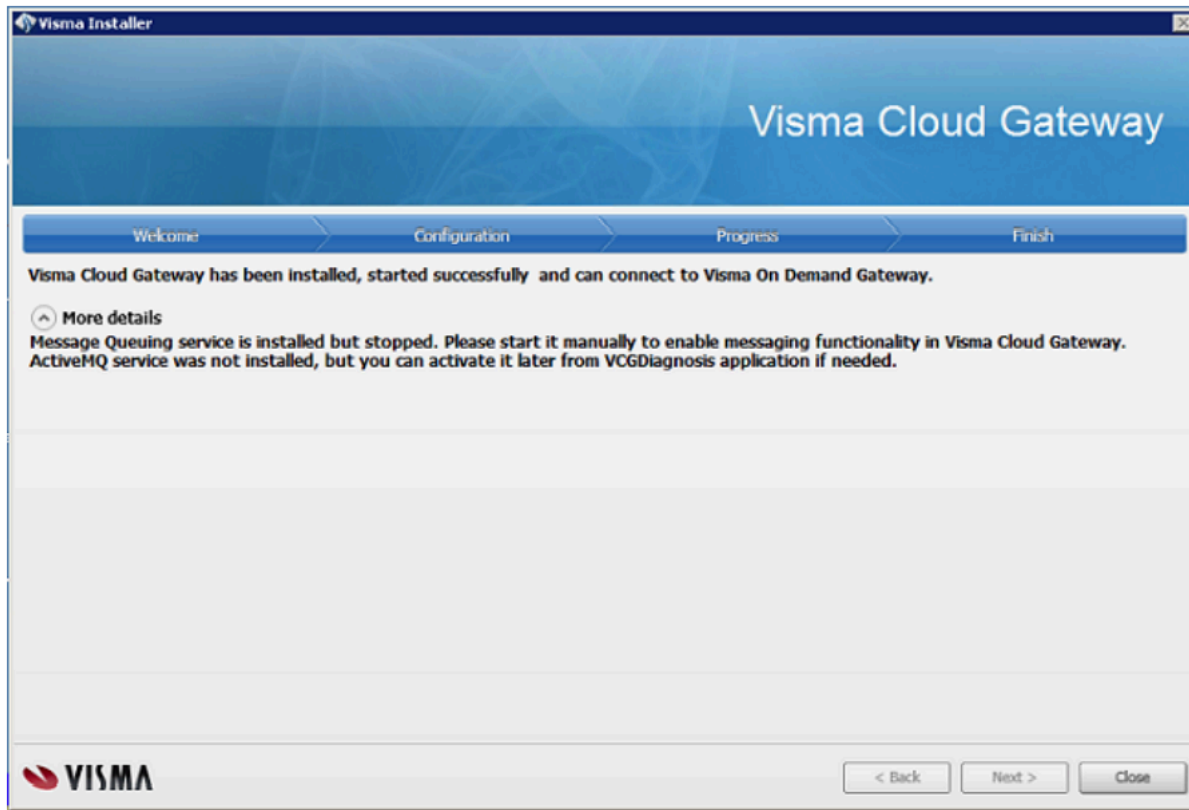 Visma Installer
Visma Cloud Gateway
Welcome
Configuration
Progress
Finish
Visma Cloud Gateway has been installed, started successfully  and can connect to Visma On Demand Gateway.
More details
Message Queuing service is installed but stopped. Please start it manually to enable messaging functionality in Visma Cloud Gateway.
ActiveMQ service was not installed, but you can activate it later from VCGDiagnosis application if needed.
VISMA
< Back
Next >
Close